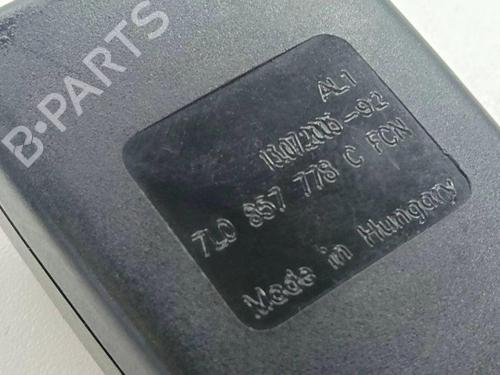 B-PARTS
AL1
7L0 857 778 C FCN
Made in Hungary